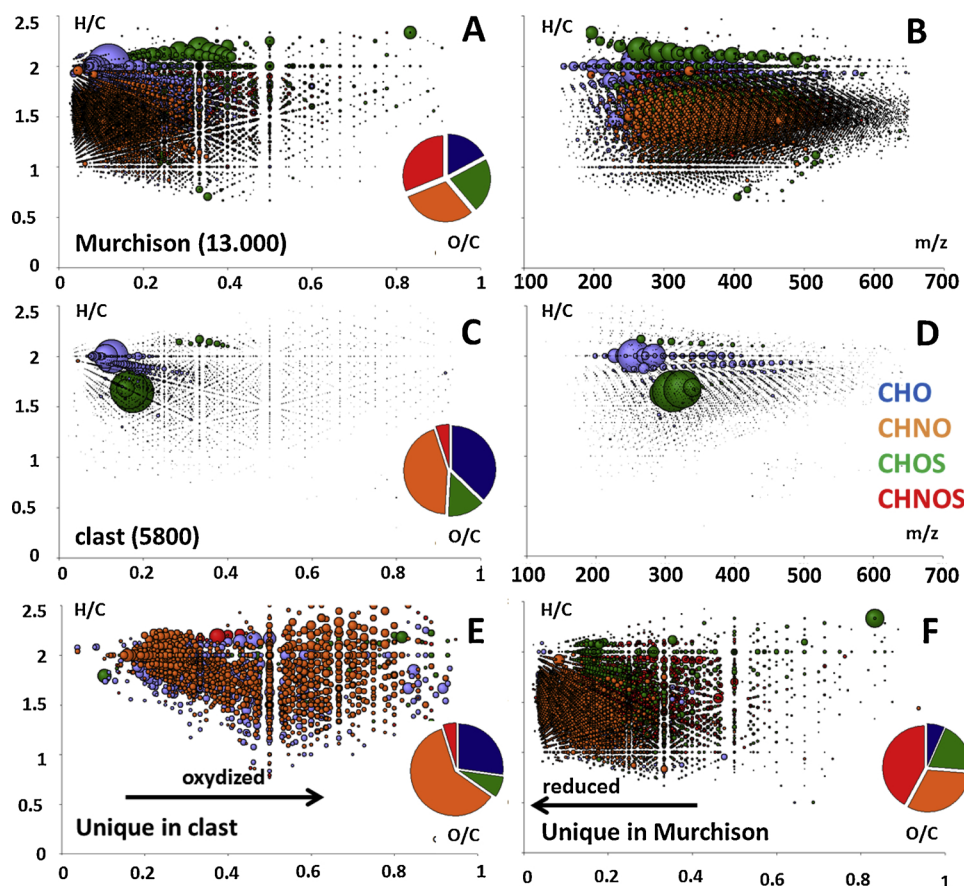 H/C
A
2.5
2
1.5
1
0.5
0
Murchison (13.000)
O/C
0 0.2 0.4 0.6 0.8 1
H/C
B
m/z
100 200 300 400 500 600 700
H/C
C
2.5
2
1.5
1
0.5
0
clast (5800)
O/C
0 0.2 0.4 0.6 0.8 1
H/C
D
CHO
CHNO
CHOS
CHNOS
m/z
100 200 300 400 500 600 700
H/C
E
2.5
2
1.5
1
0.5
0
oxydized
Unique in clast
O/C
0 0.2 0.4 0.6 0.8 1
H/C
F
reduced
Unique in Murchison
O/C
0 0.2 0.4 0.6 0.8 1